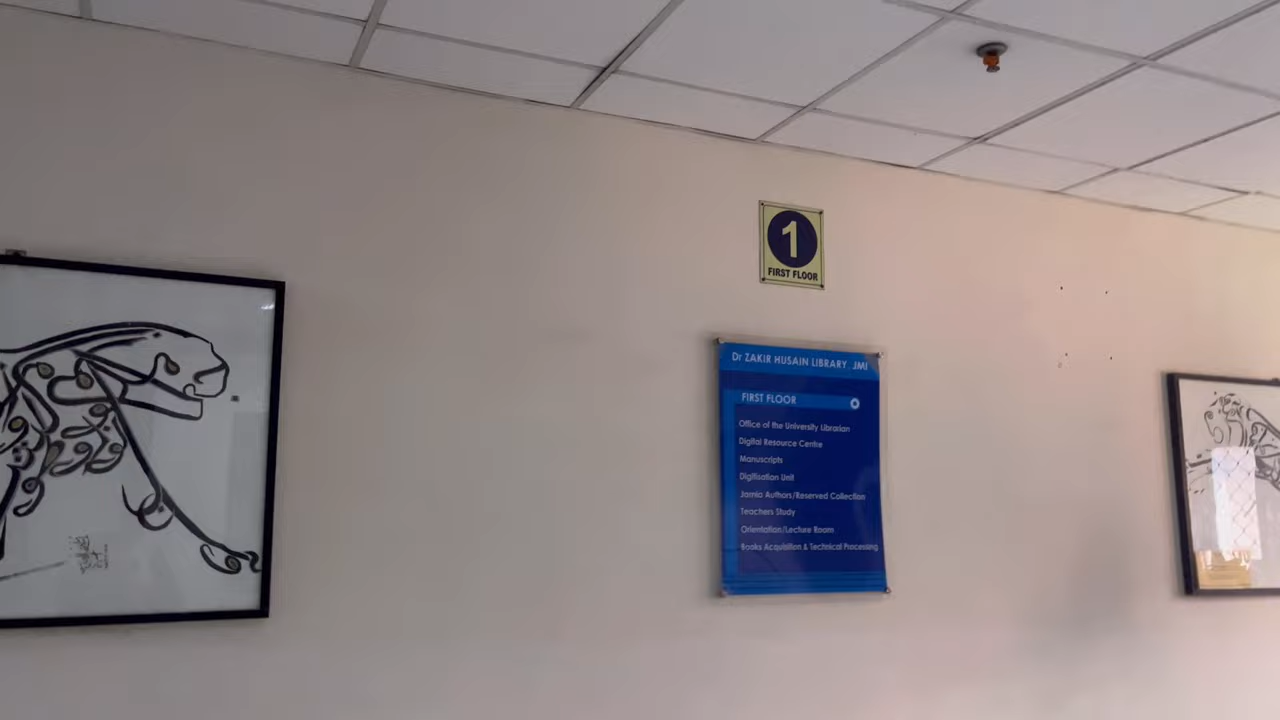 1
FIRST FLOOR
Dr ZAKIR HUSAIN LIBRARY, JMI
FIRST FLOOR
Office of the University Librarian
Digital Resource Centre
Manuscripts
Digitisation Unit
Jamia Authors/Reserved Collection
Teachers Study
Orientation/Lecture Room
Books Acquisition & Technical Processing